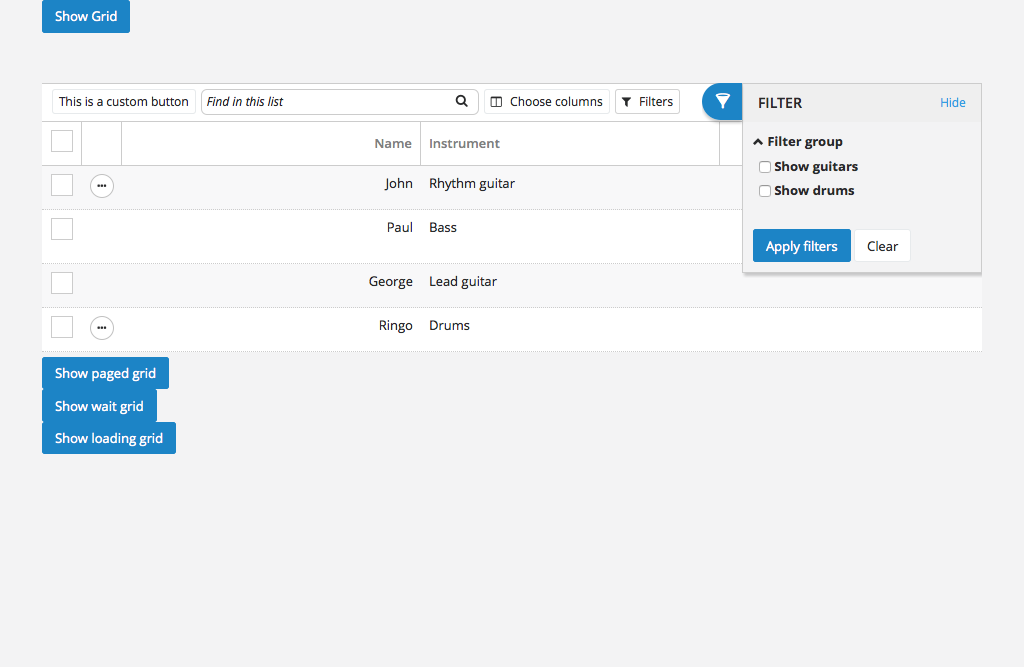 Show Grid
This is a custom button Find in this list Choose columns Filters
FILTER Hide
Filter group
Show guitars
Show drums
Apply filters Clear
Name Instrument
John Rhythm guitar
Paul Bass
George Lead guitar
Ringo Drums
Show paged grid
Show wait grid
Show loading grid